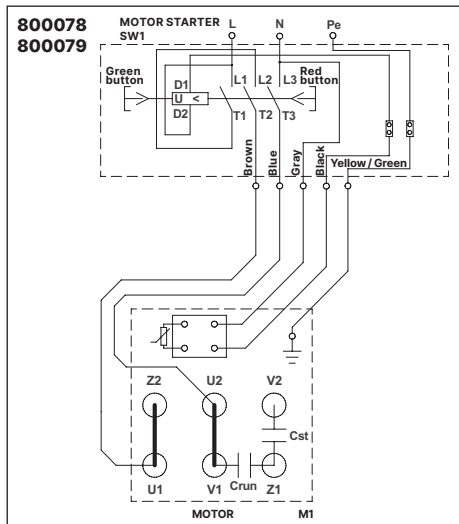 800078
800079
MOTOR STARTER
SW1
L
N
Pe
Green
button
Red
button
D1
U <
D2
L1
L2
L3
T1
T2
T3
Brown
Blue
Gray
Black
Yellow / Green
Z2
U2
V2
Cst
Crun
U1
V1
Z1
MOTOR
M1